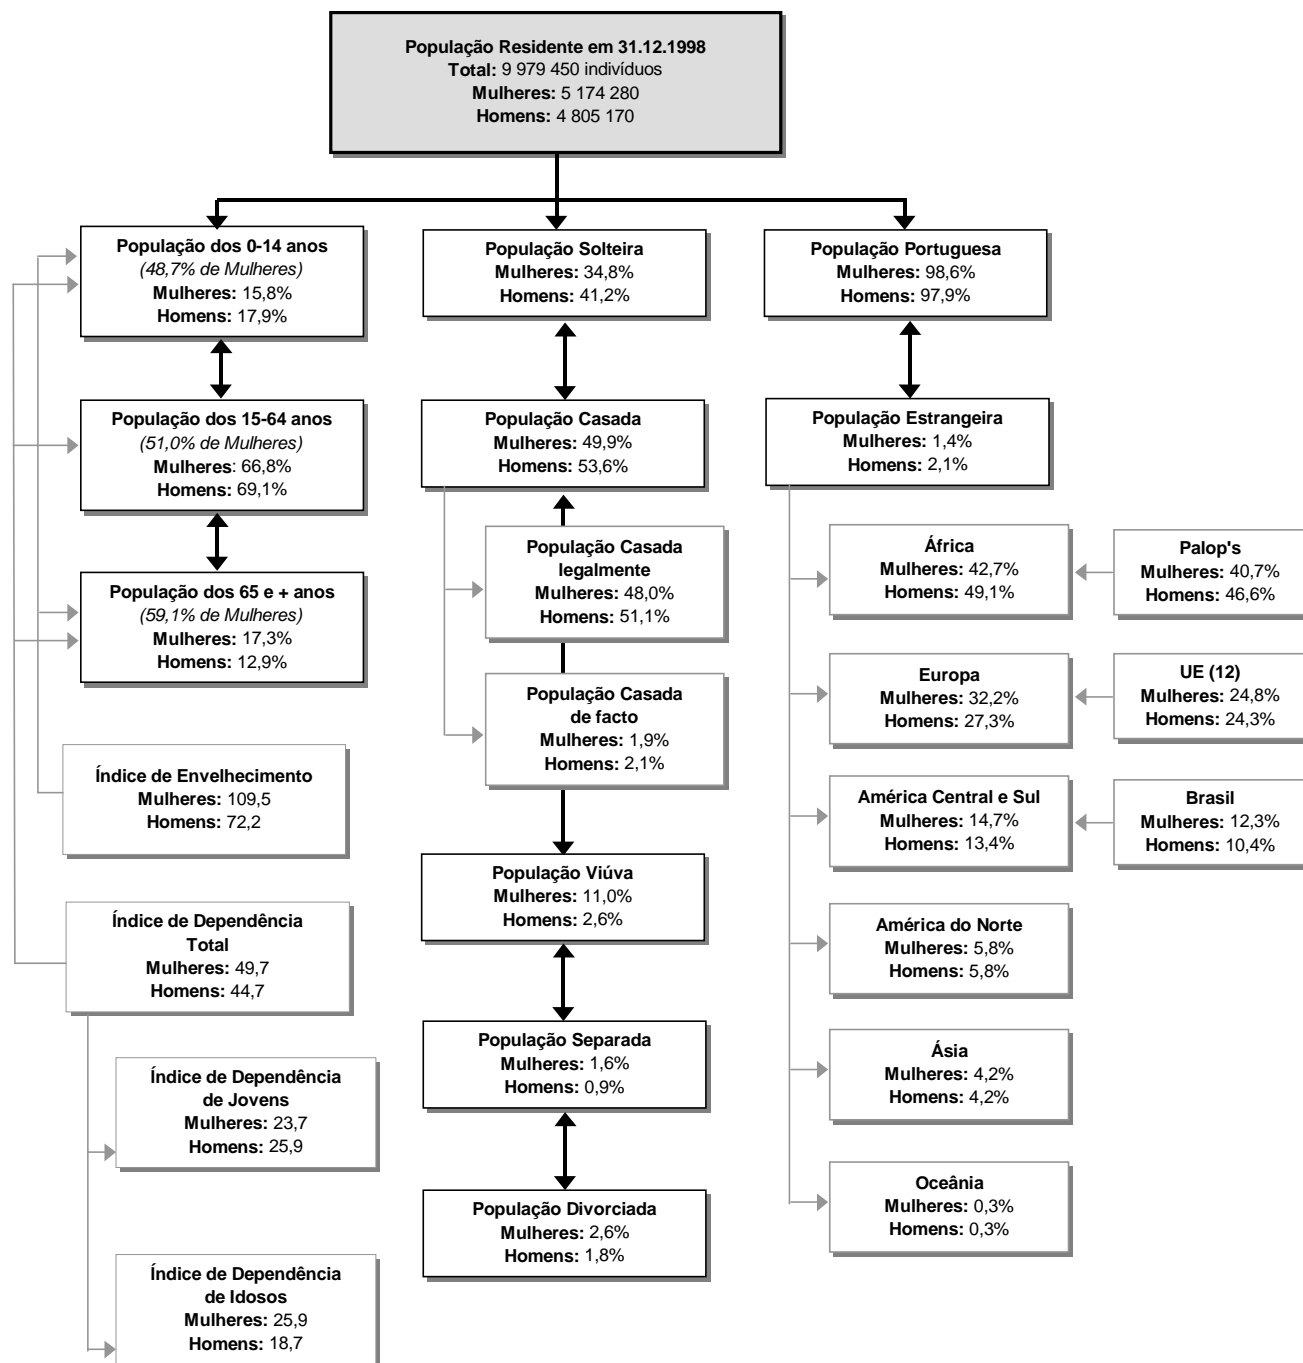 População Residente em 31.12.1998
Total: 9 979 450 indivíduos
Mulheres: 5 174 280
Homens: 4 805 170
População dos 0-14 anos
(48,7% de Mulheres)
Mulheres: 15,8%
Homens: 17,9%
População dos 15-64 anos
(51,0% de Mulheres)
Mulheres: 66,8%
Homens: 69,1%
População dos 65 e + anos
(59,1% de Mulheres)
Mulheres: 17,3%
Homens: 12,9%
Índice de Envelhecimento
Mulheres: 109,5
Homens: 72,2
Índice de Dependência
Total
Mulheres: 49,7
Homens: 44,7
Índice de Dependência
de Jovens
Mulheres: 23,7
Homens: 25,9
Índice de Dependência
de Idosos
Mulheres: 25,9
Homens: 18,7
População Solteira
Mulheres: 34,8%
Homens: 41,2%
População Casada
Mulheres: 49,9%
Homens: 53,6%
População Casada
legalmente
Mulheres: 48,0%
Homens: 51,1%
População Casada
de facto
Mulheres: 1,9%
Homens: 2,1%
População Viúva
Mulheres: 11,0%
Homens: 2,6%
População Separada
Mulheres: 1,6%
Homens: 0,9%
População Divorciada
Mulheres: 2,6%
Homens: 1,8%
População Portuguesa
Mulheres: 98,6%
Homens: 97,9%
População Estrangeira
Mulheres: 1,4%
Homens: 2,1%
África
Mulheres: 42,7%
Homens: 49,1%
Palop's
Mulheres: 40,7%
Homens: 46,6%
Europa
Mulheres: 32,2%
Homens: 27,3%
UE (12)
Mulheres: 24,8%
Homens: 24,3%
América Central e Sul
Mulheres: 14,7%
Homens: 13,4%
Brasil
Mulheres: 12,3%
Homens: 10,4%
América do Norte
Mulheres: 5,8%
Homens: 5,8%
Ásia
Mulheres: 4,2%
Homens: 4,2%
Oceânia
Mulheres: 0,3%
Homens: 0,3%